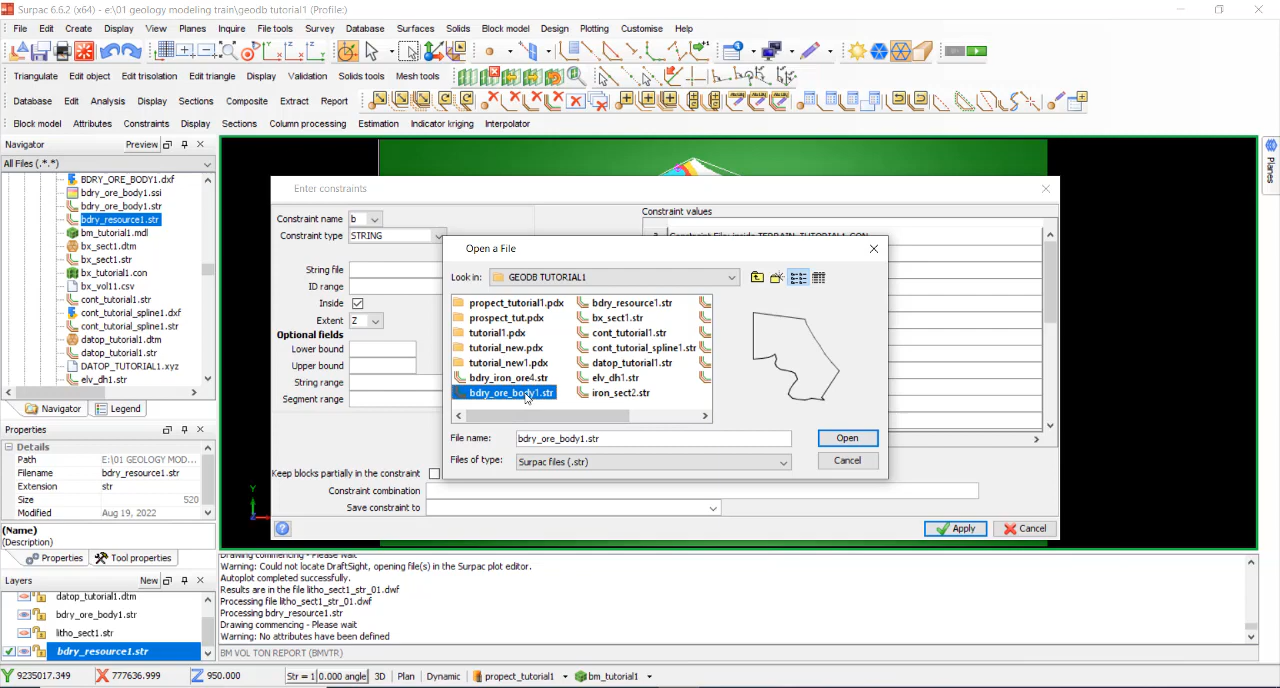 Surpac 6.6.2 (x64) - e:\01 geology modeling train\geodb tutorial1 (Profile:)
File Edit Create Display View Planes Inquire File tools Survey Database Surfaces Solids Block model Design Plotting Customise Help
Triangulate Edit object Edit trisolation Edit triangle Display Validation Solids tools Mesh tools
Database Edit Analysis Display Sections Composite Extract Report
Block model Attributes Constraints Display Sections Column processing Estimation Indicator kriging Interpolator
Navigator Preview
All Files (*.*)
BDRY_ORE_BODY1.dxf
bdry_ore_body1.ssi
bdry_ore_body1.str
bdry_resource1.str
bm_tutorial1.mdl
bx_sect1.dtm
bx_sect1.str
bx_tutorial1.con
bx_vol11.csv
cont_tutorial1.str
cont_tutorial_spline1.dxf
cont_tutorial_spline1.str
datop_tutorial1.dtm
datop_tutorial1.str
DATOP_TUTORIAL1.xyz
elv_dh1.str
Navigator Legend
Properties
Details
Path E:\01 GEOLOGY MOD...
Filename bdry_resource1.str
Extension str
Size 520
Modified Aug 19, 2022
(Name)
(Description)
Properties Tool properties
Layers New
datop_tutorial1.dtm
bdry_ore_body1.str
litho_sect1.str
bdry_resource1.str
Planes
Enter constraints
Constraint name b
Constraint type STRING
String file
ID range
Inside
Extent Z
Optional fields
Lower bound
Upper bound
String range
Segment range
Keep blocks partially in the constraint
Constraint combination
Save constraint to
Constraint values
Constraint File: inside TERRAIN_TUTORIAL1.CON
Apply Cancel
Open a File
Look in: GEODB TUTORIAL1
propect_tutorial1.pdx bdry_resource1.str
propect_tut.pdx bx_sect1.str
tutorial1.pdx cont_tutorial1.str
tutorial_new.pdx cont_tutorial_spline1.str
tutorial_new1.pdx datop_tutorial1.str
bdry_iron_ore4.str elv_dh1.str
bdry_ore_body1.str iron_sect2.str
File name: bdry_ore_body1.str Open
Files of type: Surpac files (.str) Cancel
Drawing commencing - Please wait
Warning: Could not locate DraftSight, opening file(s) in the Surpac plot editor.
Autoplot completed successfully.
Results are in the file litho_sect1_str_01.dwf
Processing file litho_sect1_str_01.dwf
Processing bdry_resource1.str
Drawing commencing - Please wait
Warning: No attributes have been defined
BM VOL TON REPORT (BMVTR)
Y 9235017.349 X 777636.999 Z 950.000 Str = 1 0.000 angle 3D Plan Dynamic propect_tutorial1 bm_tutorial1